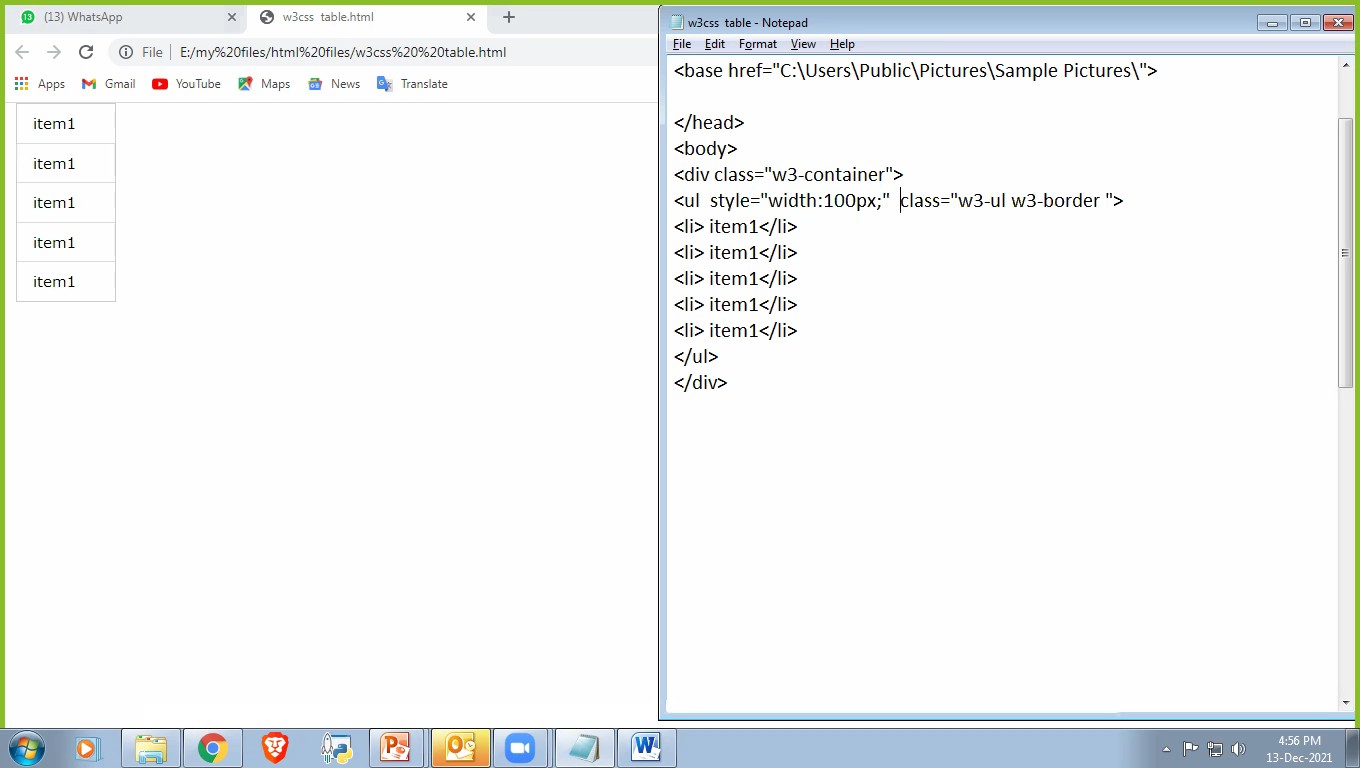 (13) WhatsApp
w3css table.html
File | E:/my%20files/html%20files/w3css%20%20table.html
Apps Gmail YouTube Maps News Translate
item1
item1
item1
item1
item1
w3css table - Notepad
File Edit Format View Help
<base href="C:\Users\Public\Pictures\Sample Pictures\">
</head>
<body>
<div class="w3-container">
<ul  style="width:100px;"  class="w3-ul w3-border ">
<li> item1</li>
<li> item1</li>
<li> item1</li>
<li> item1</li>
<li> item1</li>
</ul>
</div>
4:56 PM
13-Dec-2021